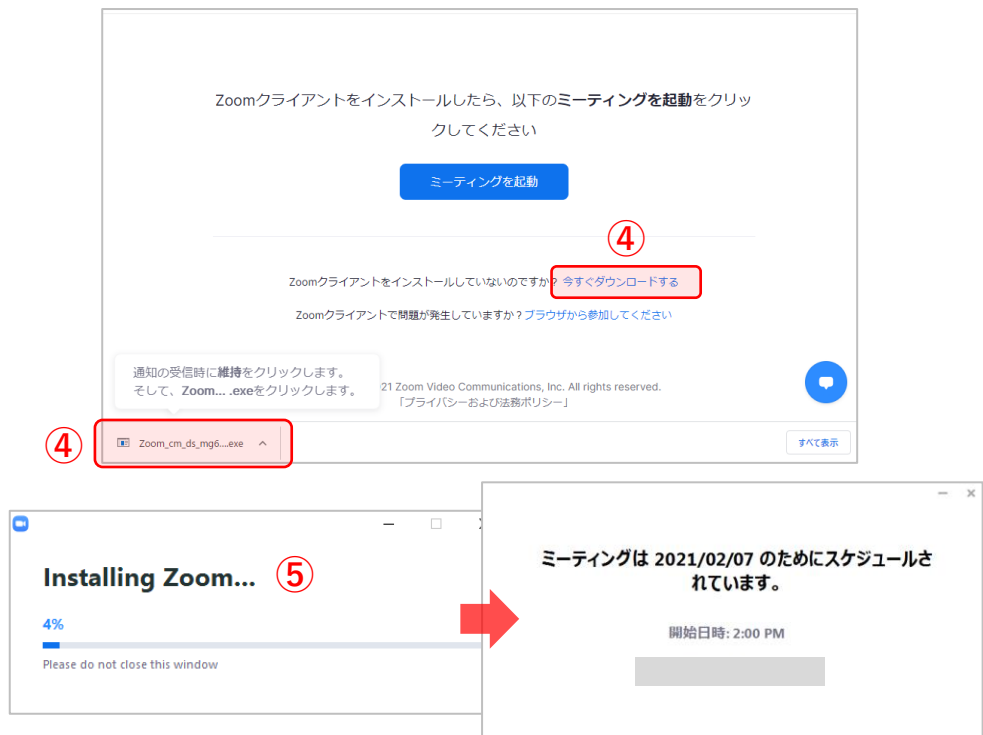 Zoomクライアントをインストールしたら、以下のミーティングを起動をクリッ
クしてください
ミーティングを起動
④
Zoomクライアントをインストールしていないのですか？今すぐダウンロードする
Zoomクライアントで問題が発生していますか？ブラウザから参加してください
通知の受信時に維持をクリックします。
そして、Zoom... .exeをクリックします。
21 Zoom Video Communications, Inc. All rights reserved.
「プライバシーおよび法務ポリシー」
④
Zoom_cm_ds_mg6....exe
すべて表示
Installing Zoom...
⑤
4%
Please do not close this window
ミーティングは 2021/02/07 のためにスケジュールさ
れています。
開始日時: 2:00 PM